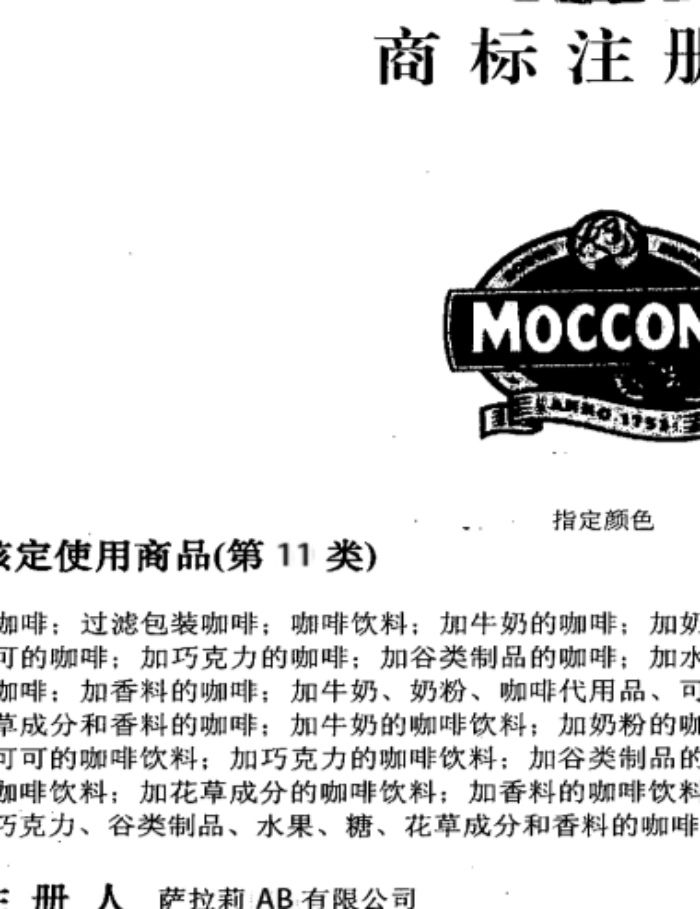 商标注册
MOCCON
ANNO 1753
指定颜色
核定使用商品(第 11 类)
咖啡；过滤包装咖啡；咖啡饮料；加牛奶的咖啡；加奶
可的咖啡；加巧克力的咖啡；加谷类制品的咖啡；加水
咖啡；加香料的咖啡；加牛奶、奶粉、咖啡代用品、可
草成分和香料的咖啡；加牛奶的咖啡饮料；加奶粉的咖
可可的咖啡饮料；加巧克力的咖啡饮料；加谷类制品的
咖啡饮料；加花草成分的咖啡饮料；加香料的咖啡饮料
巧克力、谷类制品、水果、糖、花草成分和香料的咖啡
注 册 人 萨拉莉 AB 有限公司